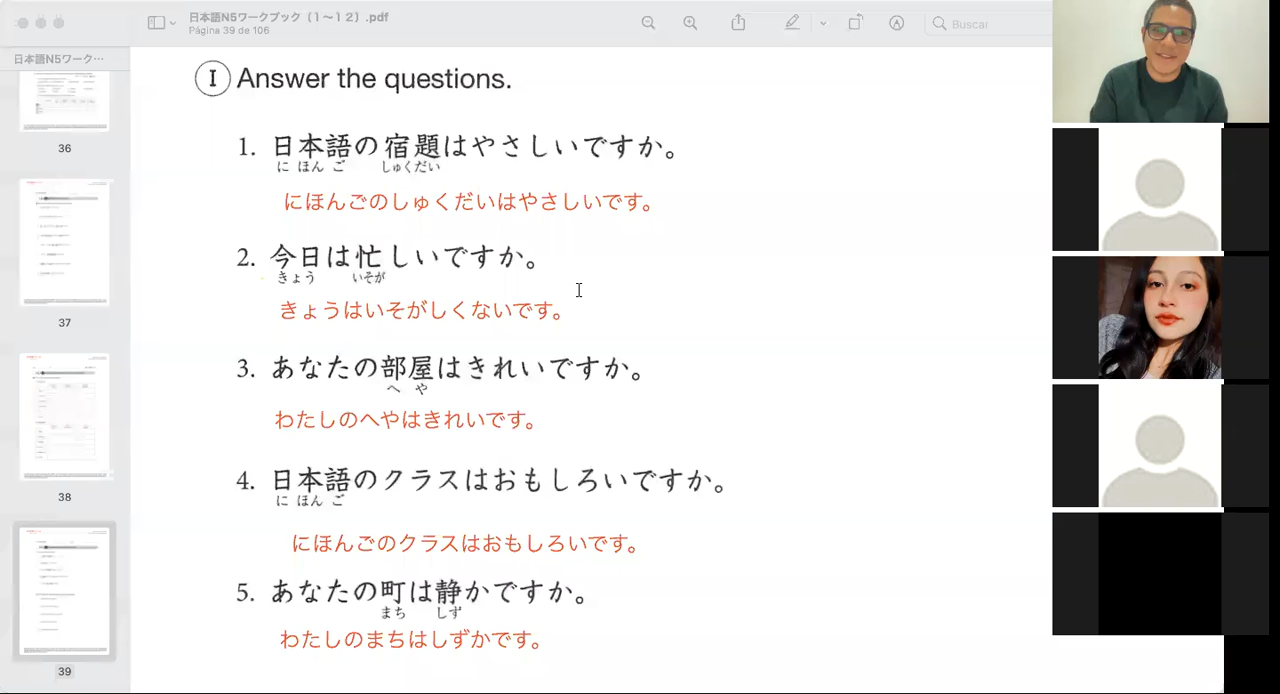 日本語N5ワークブック（１〜１２）.pdf
Página 39 de 106
Buscar
日本語N5ワーク…
36
37
38
39
I Answer the questions.
1. 日本語の宿題はやさしいですか。
に ほん ご しゅくだい
にほんごのしゅくだいはやさしいです。
2. 今日は忙しいですか。
きょう いそが
きょうはいそがしくないです。
3. あなたの部屋はきれいですか。
へ や
わたしのへやはきれいです。
4. 日本語のクラスはおもしろいですか。
に ほん ご
にほんごのクラスはおもしろいです。
5. あなたの町は静かですか。
まち しず
わたしのまちはしずかです。